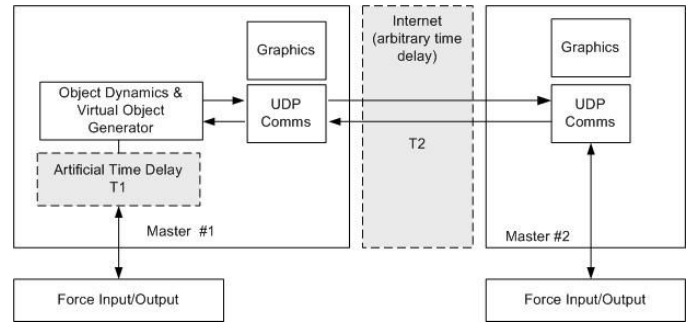 Graphics
Object Dynamics &
Virtual Object
Generator
UDP
Comms
Artificial Time Delay
T1
Master #1
Force Input/Output
Internet
(arbitrary time
delay)
T2
Graphics
UDP
Comms
Master #2
Force Input/Output